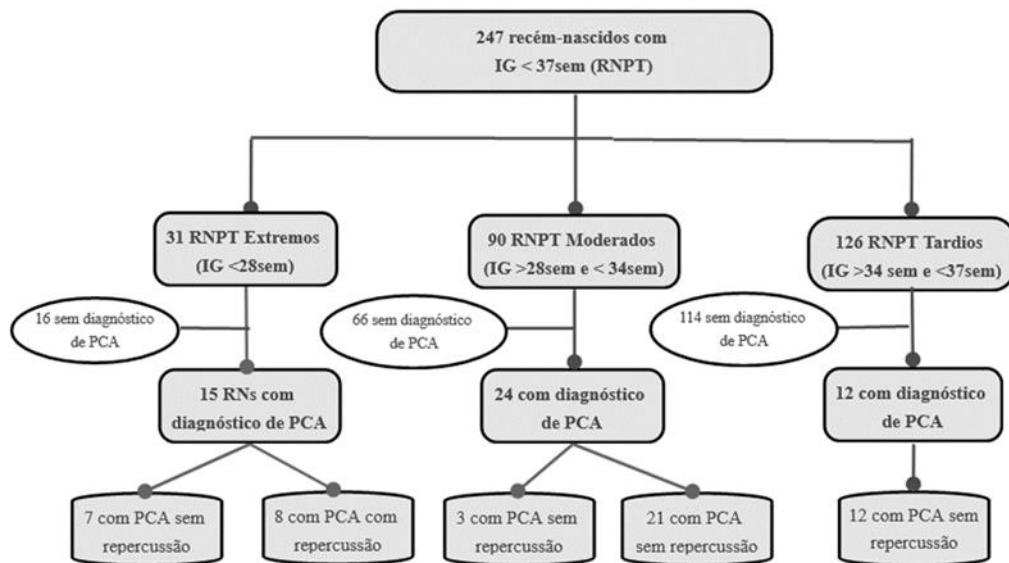 247 recém-nascidos com
IG < 37sem (RNPT)
31 RNPT Extremos
(IG <28sem)
90 RNPT Moderados
(IG >28sem e < 34sem)
126 RNPT Tardios
(IG >34 sem e <37sem)
16 sem diagnóstico
de PCA
66 sem diagnóstico
de PCA
114 sem diagnóstico
de PCA
15 RNs com
diagnóstico de PCA
24 com diagnóstico
de PCA
12 com diagnóstico
de PCA
7 com PCA sem
repercussão
8 com PCA com
repercussão
3 com PCA sem
repercussão
21 com PCA
sem repercussão
12 com PCA sem
repercussão